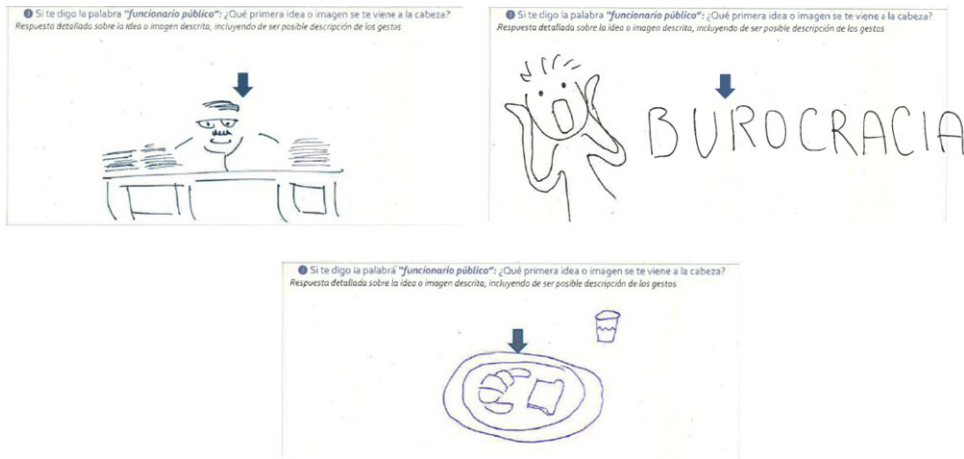 ❶ Si te digo la palabra "funcionario público": ¿Qué primera idea o imagen se te viene a la cabeza?
Respuesta detallada sobre la idea o imagen descrita, incluyendo de ser posible descripción de los gestos
❶ Si te digo la palabra "funcionario público": ¿Qué primera idea o imagen se te viene a la cabeza?
Respuesta detallada sobre la idea o imagen descrita, incluyendo de ser posible descripción de los gestos
BUROCRACIA
❶ Si te digo la palabra "funcionario público": ¿Qué primera idea o imagen se te viene a la cabeza?
Respuesta detallada sobre la idea o imagen descrita, incluyendo de ser posible descripción de los gestos